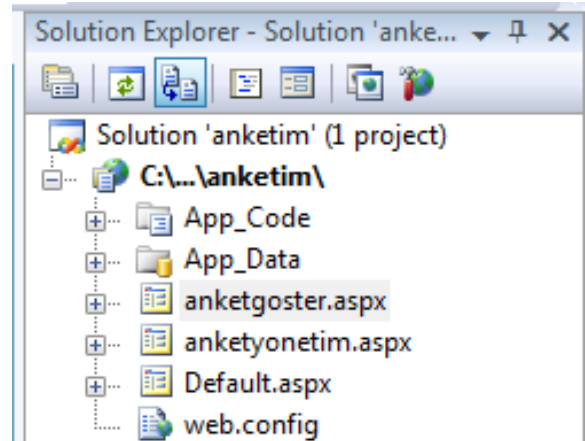 Solution Explorer - Solution 'anke...
Solution 'anketim' (1 project)
C:\...\anketim\
App_Code
App_Data
anketgoster.aspx
anketyonetim.aspx
Default.aspx
web.config